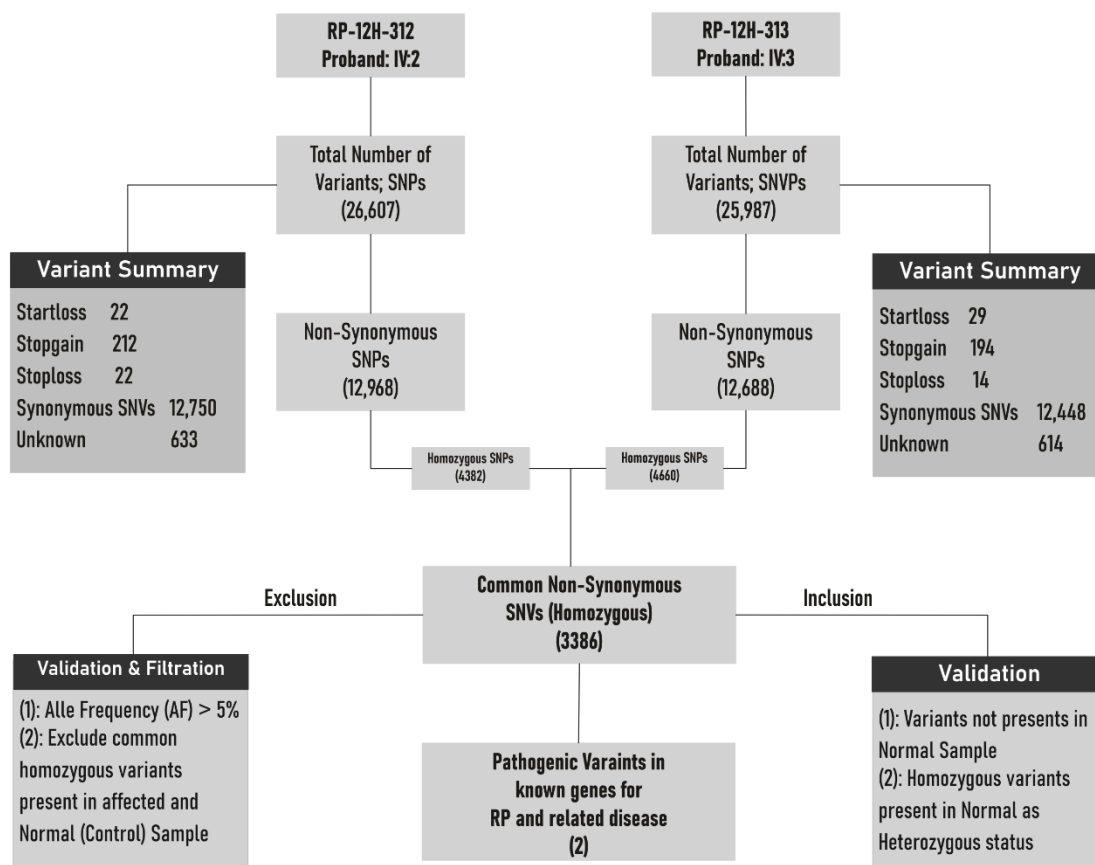 RP-12H-312
Proband: IV:2
RP-12H-313
Proband: IV:3
Total Number of
Variants; SNPs
(26,607)
Total Number of
Variants; SNVPs
(25,987)
Variant Summary
Startloss 22
Stopgain 212
Stoploss 22
Synonymous SNVs 12,750
Unknown 633
Non-Synonymous
SNPs
(12,968)
Non-Synonymous
SNPs
(12,688)
Variant Summary
Startloss 29
Stopgain 194
Stoploss 14
Synonymous SNVs 12,448
Unknown 614
Homozygous SNPs
(4382)
Homozygous SNPs
(4660)
Exclusion
Common Non-Synonymous
SNVs (Homozygous)
(3386)
Inclusion
Validation & Filtration
(1): Alle Frequency (AF) > 5%
(2): Exclude common
homozygous variants
present in affected and
Normal (Control) Sample
Pathogenic Varaints in
known genes for
RP and related disease
(2)
Validation
(1): Variants not presents in
Normal Sample
(2): Homozygous variants
present in Normal as
Heterozygous status